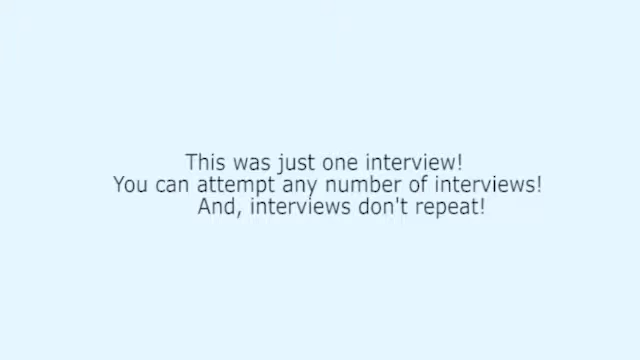 This was just one interview!
You can attempt any number of interviews!
And, interviews don't repeat!